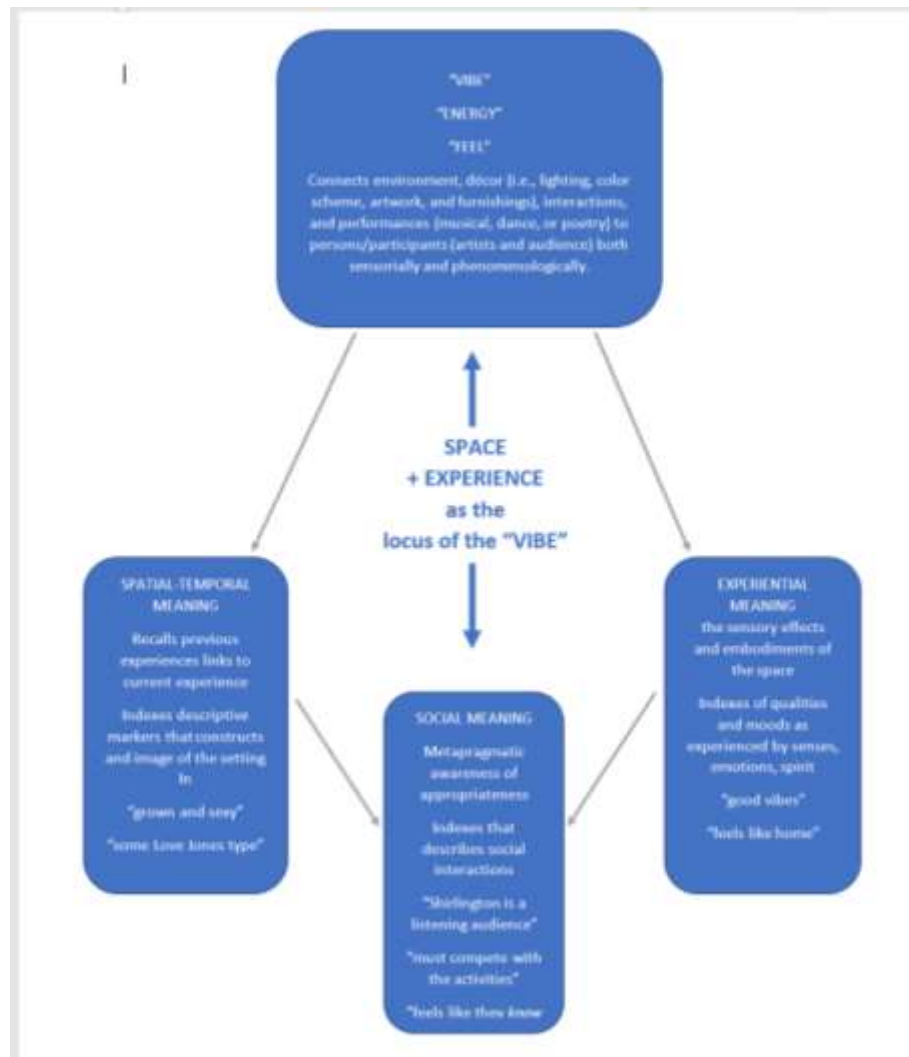 "VIBE"
"ENERGY"
"FEEL"
Connects environment, décor (i.e., lighting, color
scheme, artwork, and furnishings), interactions,
and performances (musical, dance, or poetry) to
persons/participants (artists and audience) both
sensorially and phenommologically.
SPACE
+ EXPERIENCE
as the
locus of the "VIBE"
SPATIAL-TEMPORAL
MEANING
Recalls previous
experiences links to
current experience
Indexes descriptive
markers that constructs
and image of the setting
In
"grown and sexy"
"some Love Jones type"
SOCIAL MEANING
Metapragmatic
awareness of
appropriateness
Indexes that
describes social
interactions
"Shirlington is a
listening audience"
"must compete with
the activities"
"feels like they know
EXPERIENTIAL
MEANING
the sensory effects
and embodiments of
the space
Indexes of qualities
and moods as
experienced by senses,
emotions, spirit
"good vibes"
"feels like home"